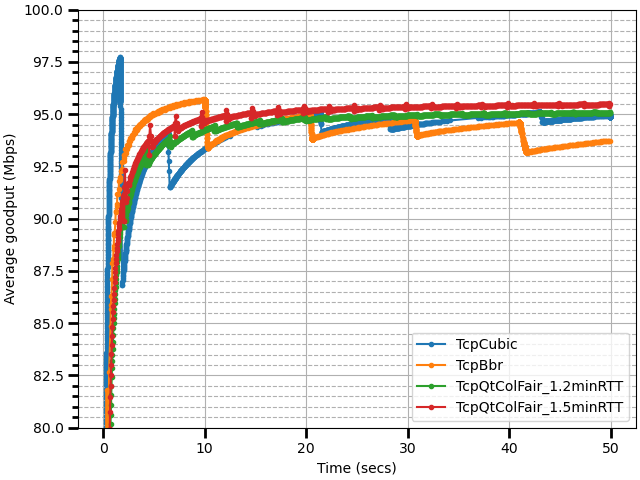 Average goodput (Mbps)
100.0
97.5
95.0
92.5
90.0
87.5
85.0
82.5
80.0
TcpCubic
TcpBbr
TcpQtColFair_1.2minRTT
TcpQtColFair_1.5minRTT
0 10 20 30 40 50
Time (secs)